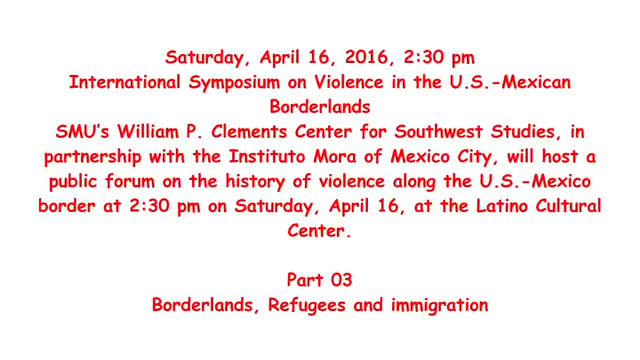 Saturday, April 16, 2016, 2:30 pm
International Symposium on Violence in the U.S.-Mexican
Borderlands
SMU's William P. Clements Center for Southwest Studies, in
partnership with the Instituto Mora of Mexico City, will host a
public forum on the history of violence along the U.S.-Mexico
border at 2:30 pm on Saturday, April 16, at the Latino Cultural
Center.
Part 03
Borderlands, Refugees and immigration